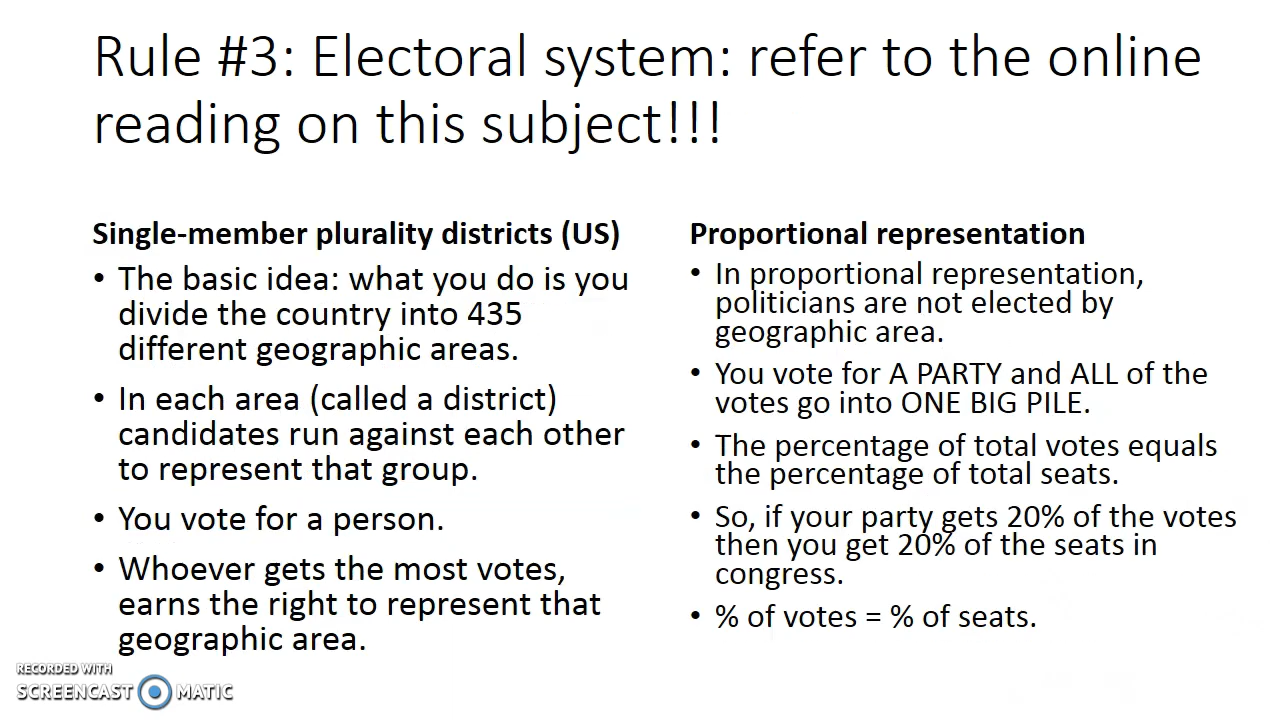 Rule #3: Electoral system: refer to the online
reading on this subject!!!
Single-member plurality districts (US)
• The basic idea: what you do is you
divide the country into 435
different geographic areas.
• In each area (called a district)
candidates run against each other
to represent that group.
• You vote for a person.
• Whoever gets the most votes,
earns the right to represent that
geographic area.
Proportional representation
• In proportional representation,
politicians are not elected by
geographic area.
• You vote for A PARTY and ALL of the
votes go into ONE BIG PILE.
• The percentage of total votes equals
the percentage of total seats.
• So, if your party gets 20% of the votes
then you get 20% of the seats in
congress.
• % of votes = % of seats.
RECORDED WITH
SCREENCAST MATIC